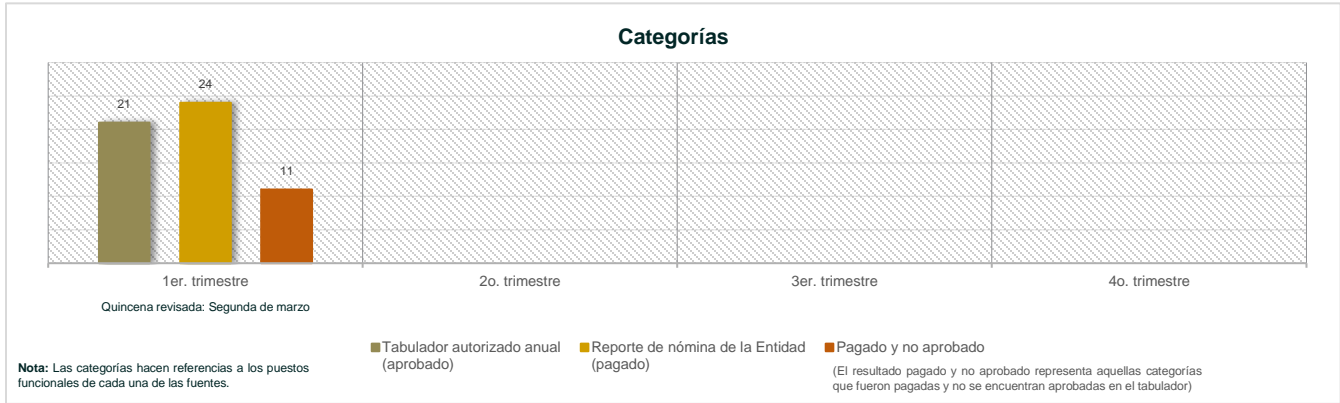 Categorías
21
24
11
1er. trimestre
2o. trimestre
3er. trimestre
4o. trimestre
Quincena revisada: Segunda de marzo
Tabulador autorizado anual
(aprobado)
Reporte de nómina de la Entidad
(pagado)
Pagado y no aprobado
Nota: Las categorías hacen referencias a los puestos
funcionales de cada una de las fuentes.
(El resultado pagado y no aprobado representa aquellas categorías
que fueron pagadas y no se encuentran aprobadas en el tabulador)